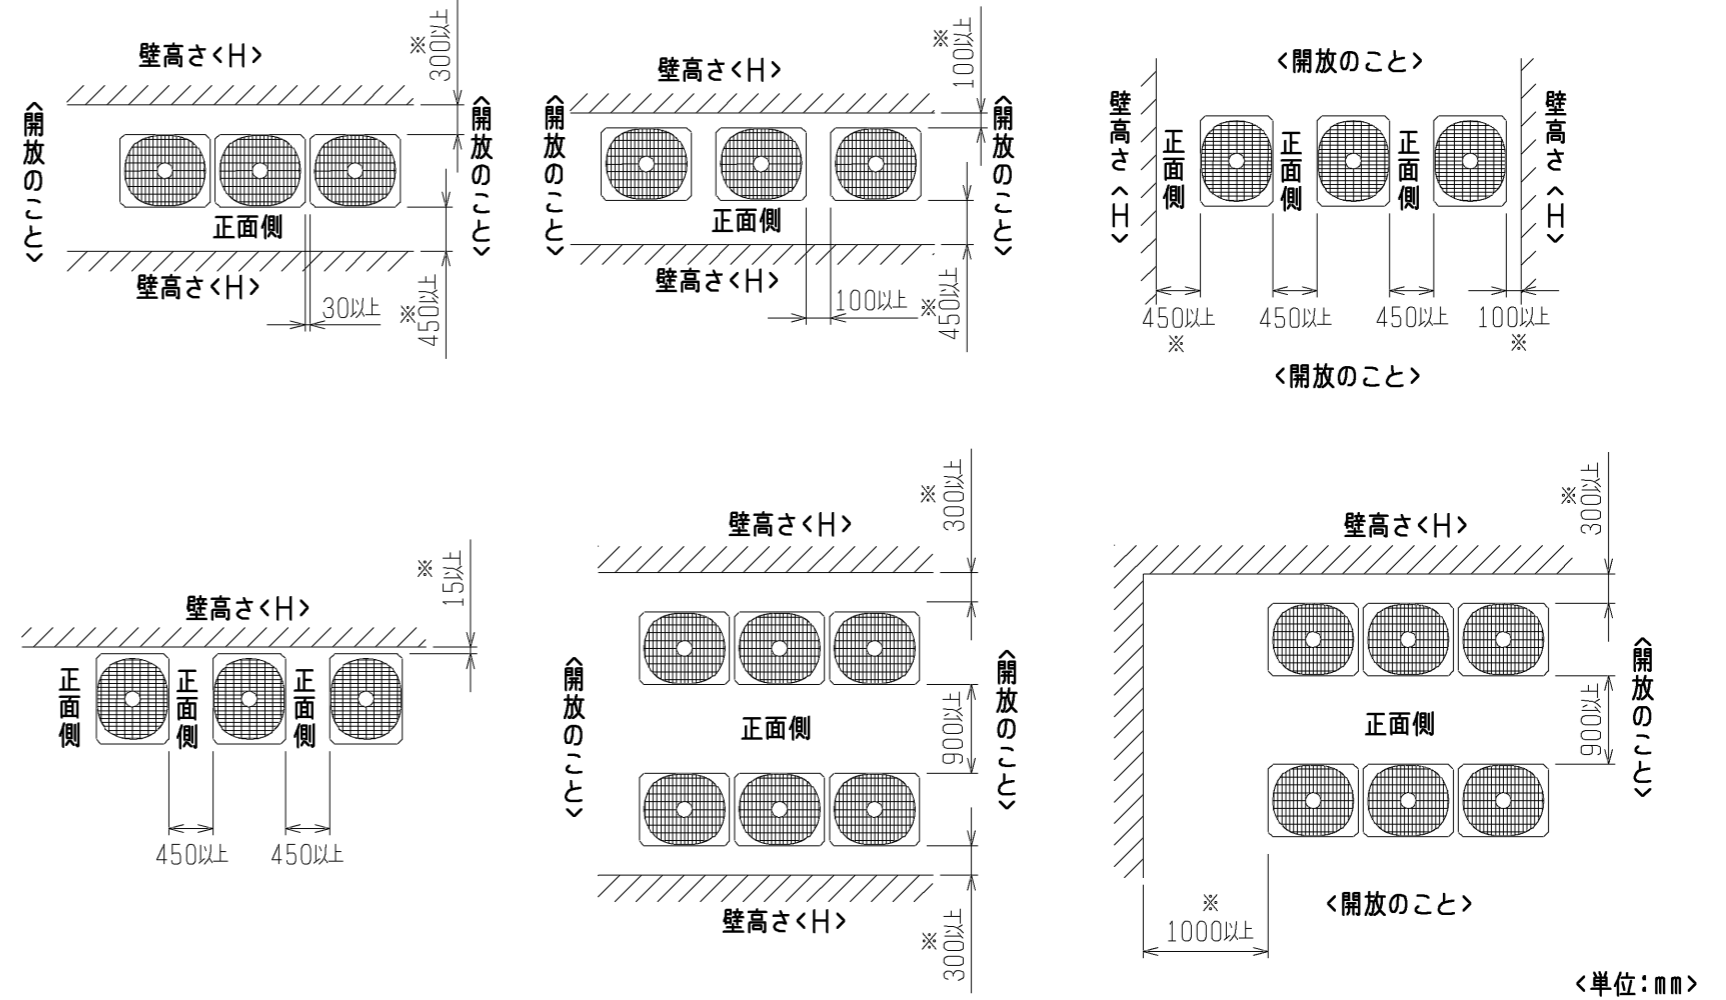 壁高さ<H>
※
300以上
<開放のこと>
<開放のこと>
正面側
壁高さ<H>
30以上
※
450以上
壁高さ<H>
※
100以上
<開放のこと>
<開放のこと>
正面側
壁高さ<H>
100以上
※
450以上
<開放のこと>
壁高さ<H>
正面側
正面側
正面側
壁高さ<H>
450以上
450以上
450以上
100以上
※
※
<開放のこと>
※
15以上
壁高さ<H>
正面側
正面側
正面側
450以上
450以上
※
300以上
壁高さ<H>
<開放のこと>
<開放のこと>
正面側
900以上
壁高さ<H>
※
300以上
※
300以上
壁高さ<H>
正面側
900以上
<開放のこと>
※
1000以上
<開放のこと>
<単位:mm>